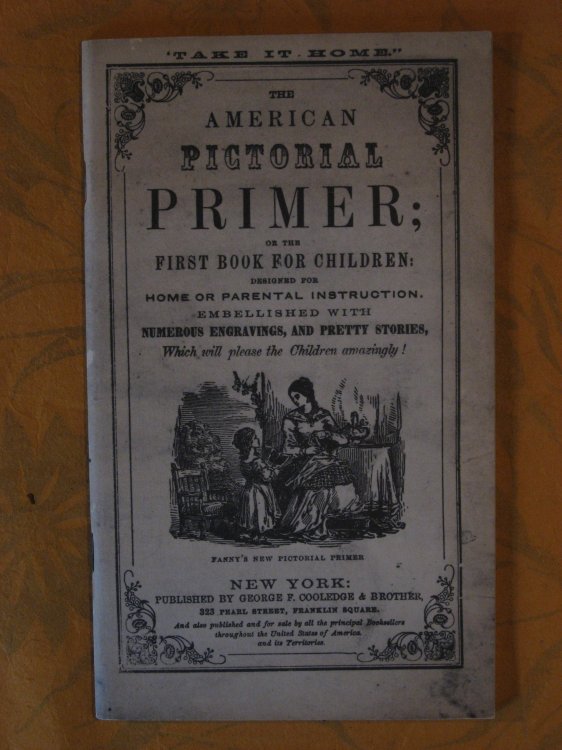 "TAKE IT HOME."
THE
AMERICAN
PICTORIAL
PRIMER;
OR THE
FIRST BOOK FOR CHILDREN:
DESIGNED FOR
HOME OR PARENTAL INSTRUCTION.
EMBELLISHED WITH
NUMEROUS ENGRAVINGS, AND PRETTY STORIES,
Which will please the Children amazingly!
FANNY'S NEW PICTORIAL PRIMER
NEW YORK:
PUBLISHED BY GEORGE F. COOLEDGE & BROTHER,
323 PEARL STREET, FRANKLIN SQUARE.
And also published and for sale by all the principal Booksellers
throughout the United States of America,
and its Territories.